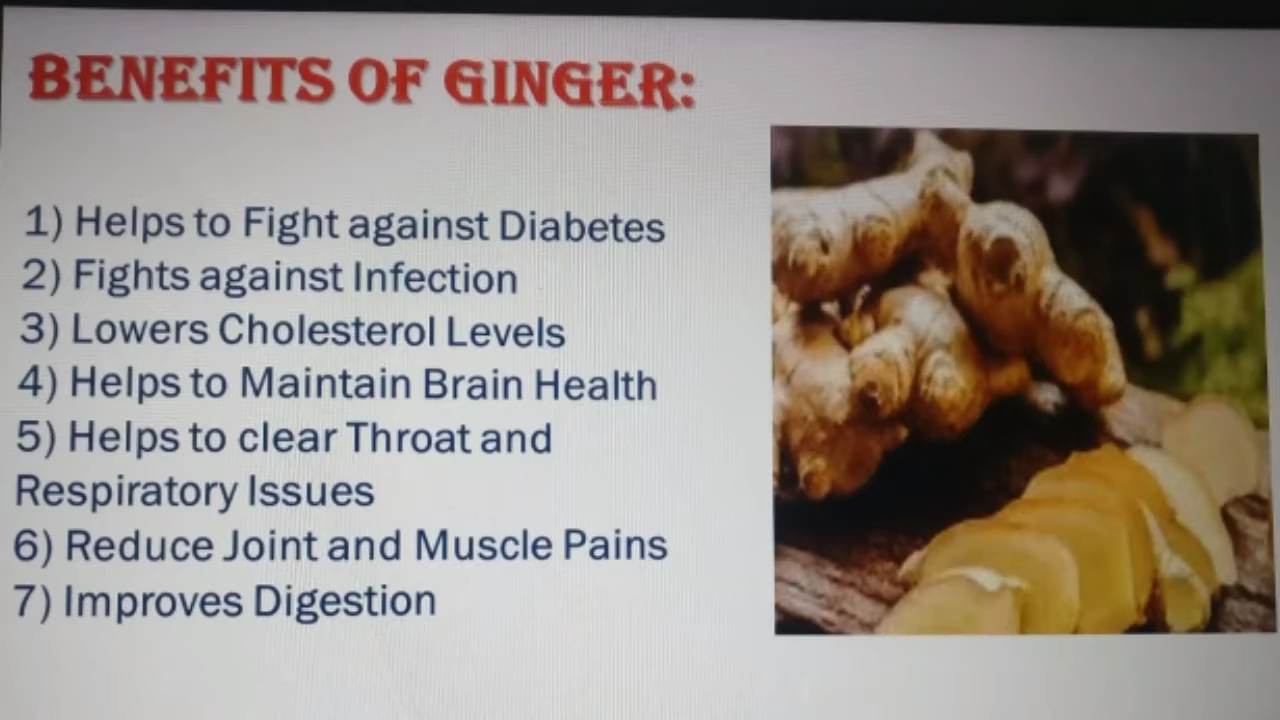 BENEFITS OF GINGER:
1) Helps to Fight against Diabetes
2) Fights against Infection
3) Lowers Cholesterol Levels
4) Helps to Maintain Brain Health
5) Helps to clear Throat and
Respiratory Issues
6) Reduce Joint and Muscle Pains
7) Improves Digestion